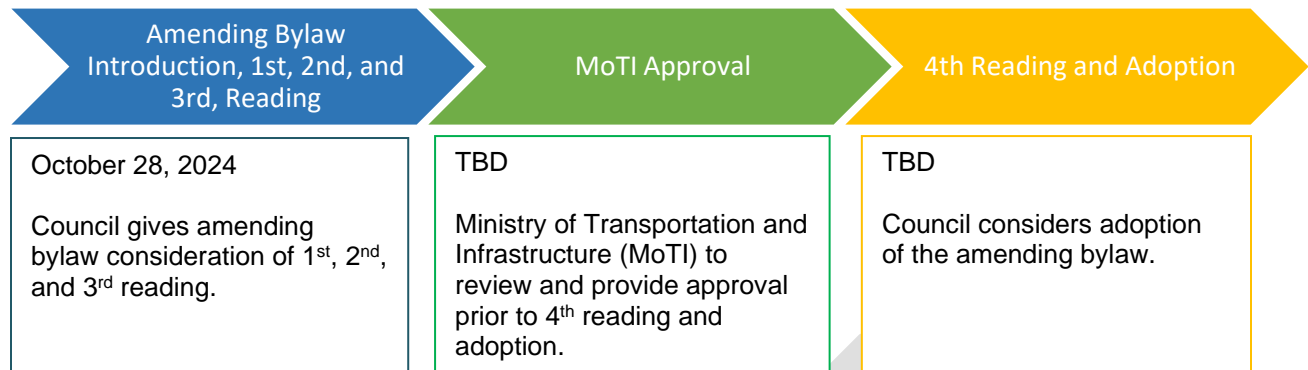 Amending Bylaw
Introduction, 1st, 2nd, and
3rd, Reading
MoTI Approval
4th Reading and Adoption
October 28, 2024
Council gives amending
bylaw consideration of 1st, 2nd,
and 3rd reading.
TBD
Ministry of Transportation and
Infrastructure (MoTI) to
review and provide approval
prior to 4th reading and
adoption.
TBD
Council considers adoption
of the amending bylaw.